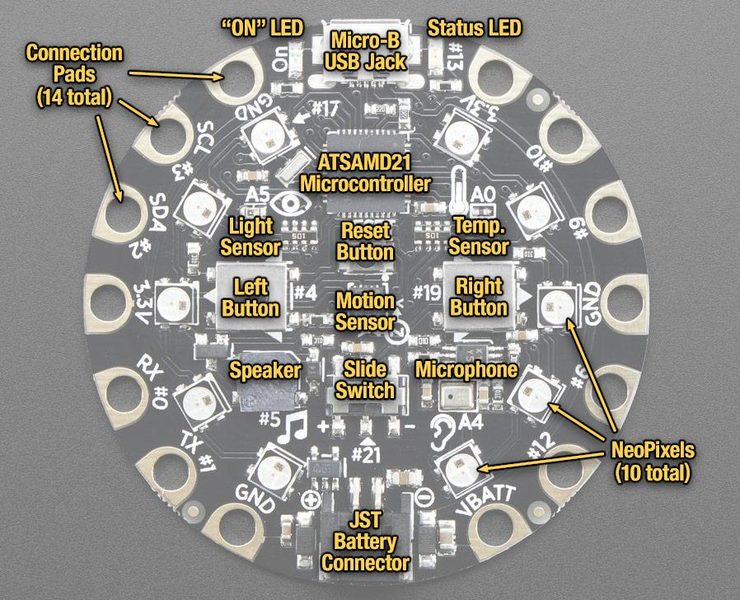 “ON” LED
Status LED
Micro-B
USB Jack
Connection
Pads
(14 total)
On
#13
GND
#17
3.3V
SCL
#10
ATSAMD21
Microcontroller
#3
A5
A0
SDA
#9
Light
Sensor
Reset
Button
Temp.
Sensor
#2
Left
Button
#4
Motion
Sensor
#19
Right
Button
3.3V
GND
Speaker
Slide
Switch
Microphone
RX
#0
#6
#5
+
-
A4
#21
TX
#1
#12
NeoPixels
(10 total)
GND
VBATT
JST
Battery
Connector